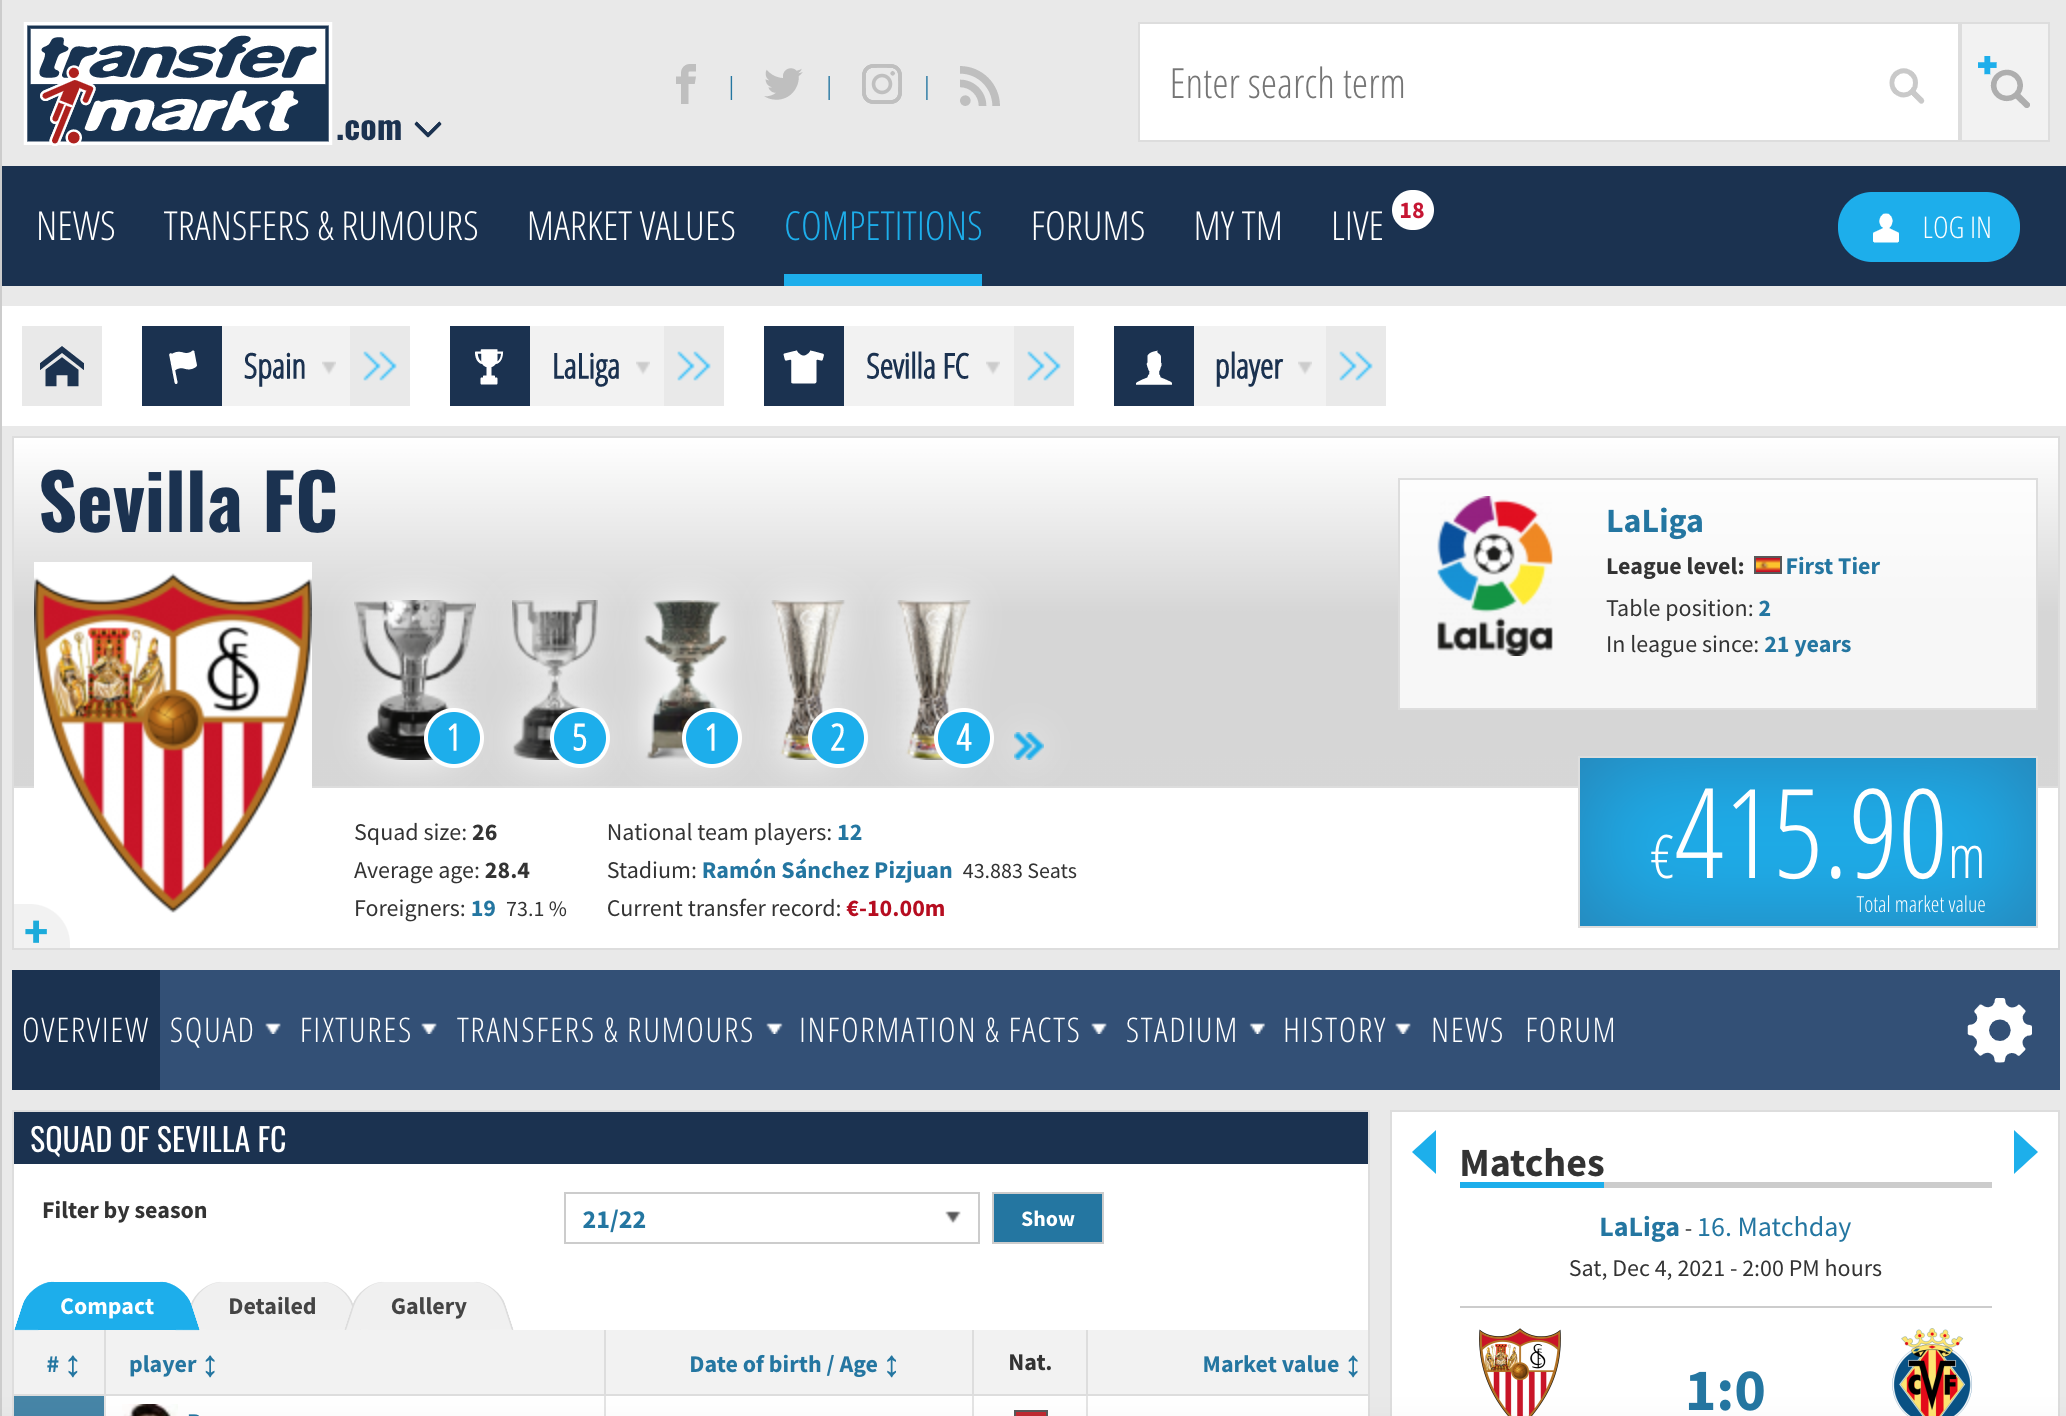 transfer
markt
.com
Enter search term
NEWS TRANSFERS & RUMOURS MARKET VALUES COMPETITIONS FORUMS MY TM LIVE 18 LOG IN
Spain LaLiga Sevilla FC player
Sevilla FC
1 5 1 2 4
LaLiga
LaLiga
League level: First Tier
Table position: 2
In league since: 21 years
Squad size: 26
Average age: 28.4
Foreigners: 19 73.1 %
National team players: 12
Stadium: Ramón Sánchez Pizjuan 43.883 Seats
Current transfer record: €-10.00m
€415.90m
Total market value
OVERVIEW SQUAD FIXTURES TRANSFERS & RUMOURS INFORMATION & FACTS STADIUM HISTORY NEWS FORUM
SQUAD OF SEVILLA FC
Filter by season
21/22
Show
Compact Detailed Gallery
# player Date of birth / Age Nat. Market value
Matches
LaLiga - 16. Matchday
Sat, Dec 4, 2021 - 2:00 PM hours
1:0
CVF